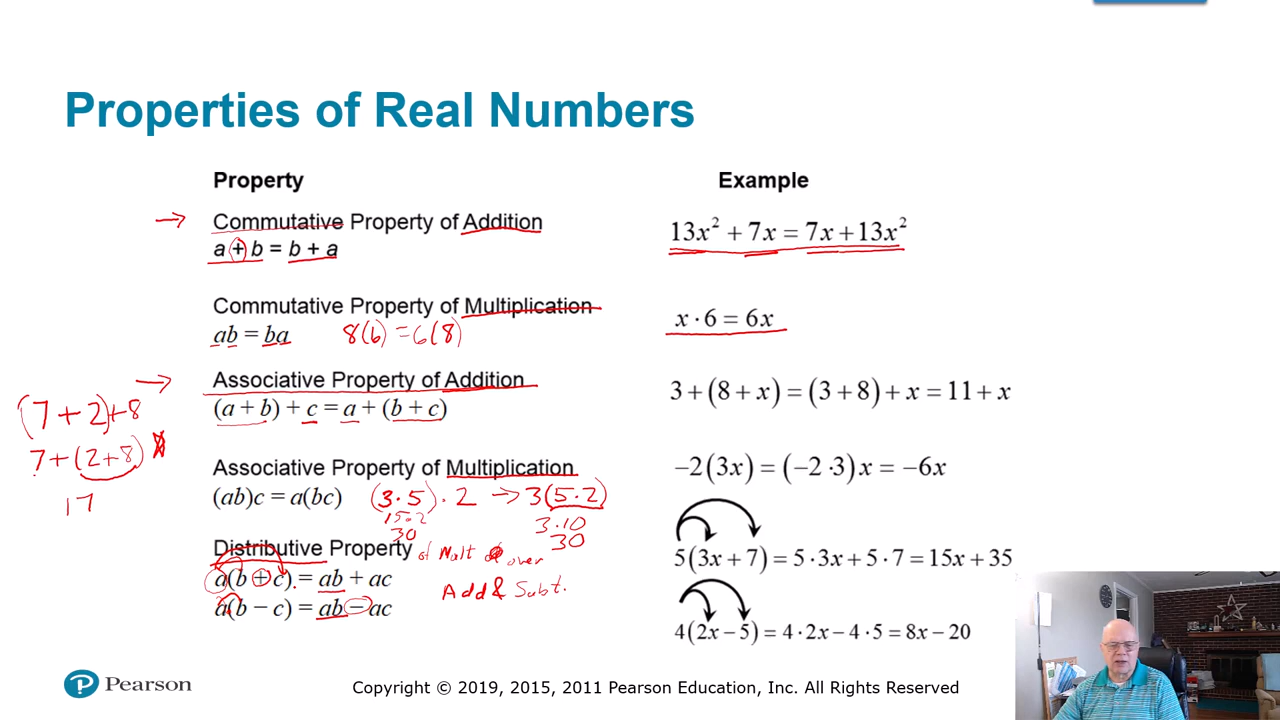 Properties of Real Numbers
Property
Example
Commutative Property of Addition
a + b = b + a
13x² + 7x = 7x + 13x²
Commutative Property of Multiplication
ab = ba
8(6) = 6(8)
x · 6 = 6x
Associative Property of Addition
(a + b) + c = a + (b + c)
3 + (8 + x) = (3 + 8) + x = 11 + x
(7 + 2) + 8
7 + (2 + 8)
17
Associative Property of Multiplication
(ab)c = a(bc)
(3 · 5) · 2 → 3(5 · 2)
15 · 2
30
3 · 10
30
−2(3x) = (−2 · 3)x = −6x
Distributive Property
of Mult over
Add & Subt.
a(b + c) = ab + ac
a(b − c) = ab − ac
5(3x + 7) = 5 · 3x + 5 · 7 = 15x + 35
4(2x − 5) = 4 · 2x − 4 · 5 = 8x − 20
Pearson
Copyright © 2019, 2015, 2011 Pearson Education, Inc. All Rights Reserved